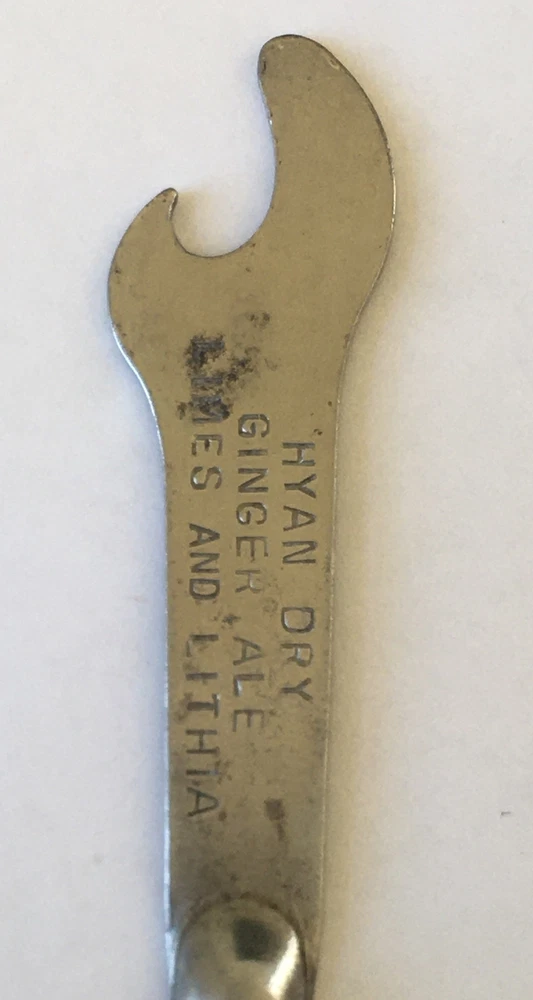 HYAN DRY
GINGER ALE
LIMES AND LITHIA